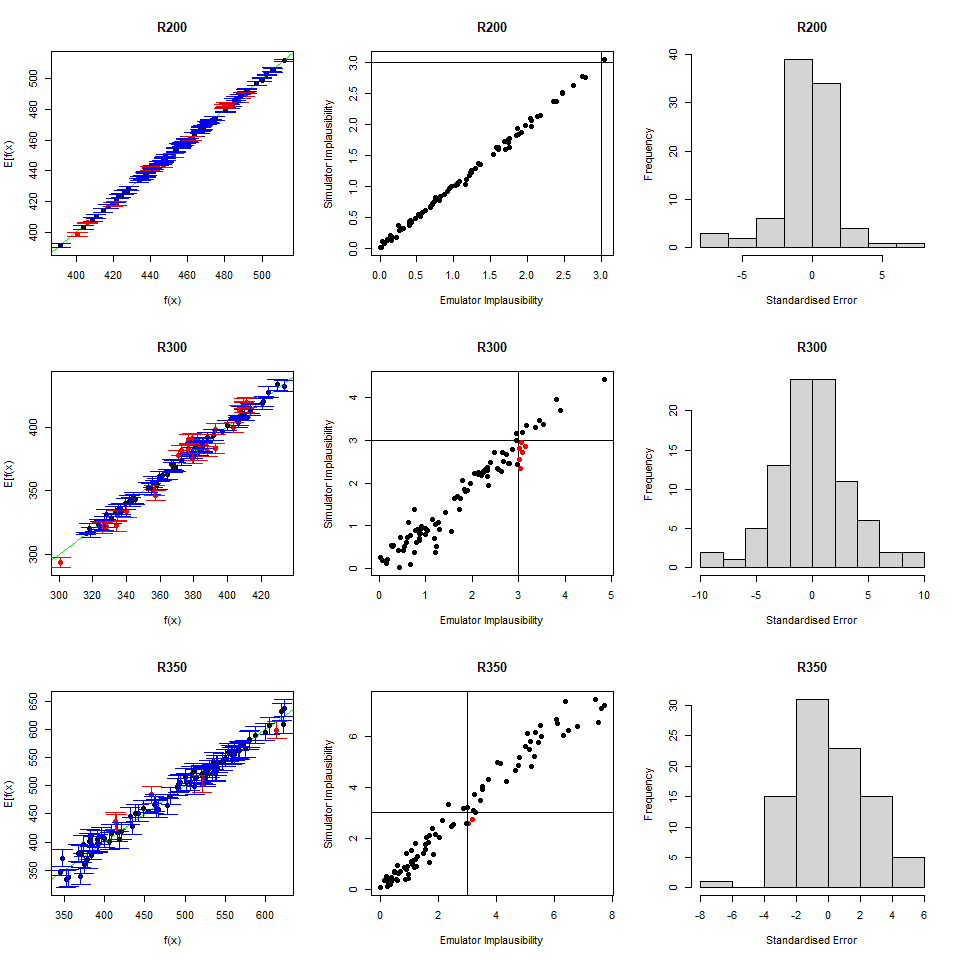 R200
E[f(x)]
400 420 440 460 480 500
400 420 440 460 480 500
f(x)
R200
Simulator Implausibility
0.0 0.5 1.0 1.5 2.0 2.5 3.0
0.0 0.5 1.0 1.5 2.0 2.5 3.0
Emulator Implausibility
R200
Frequency
0 10 20 30 40
-5 0 5
Standardised Error
R300
E[f(x)]
300 350 400
300 320 340 360 380 400 420
f(x)
R300
Simulator Implausibility
0 1 2 3 4
0 1 2 3 4 5
Emulator Implausibility
R300
Frequency
0 5 10 15 20
-10 -5 0 5 10
Standardised Error
R350
E[f(x)]
350 400 450 500 550 600 650
350 400 450 500 550 600
f(x)
R350
Simulator Implausibility
0 2 4 6
0 2 4 6 8
Emulator Implausibility
R350
Frequency
0 5 10 15 20 25 30
-8 -6 -4 -2 0 2 4 6
Standardised Error